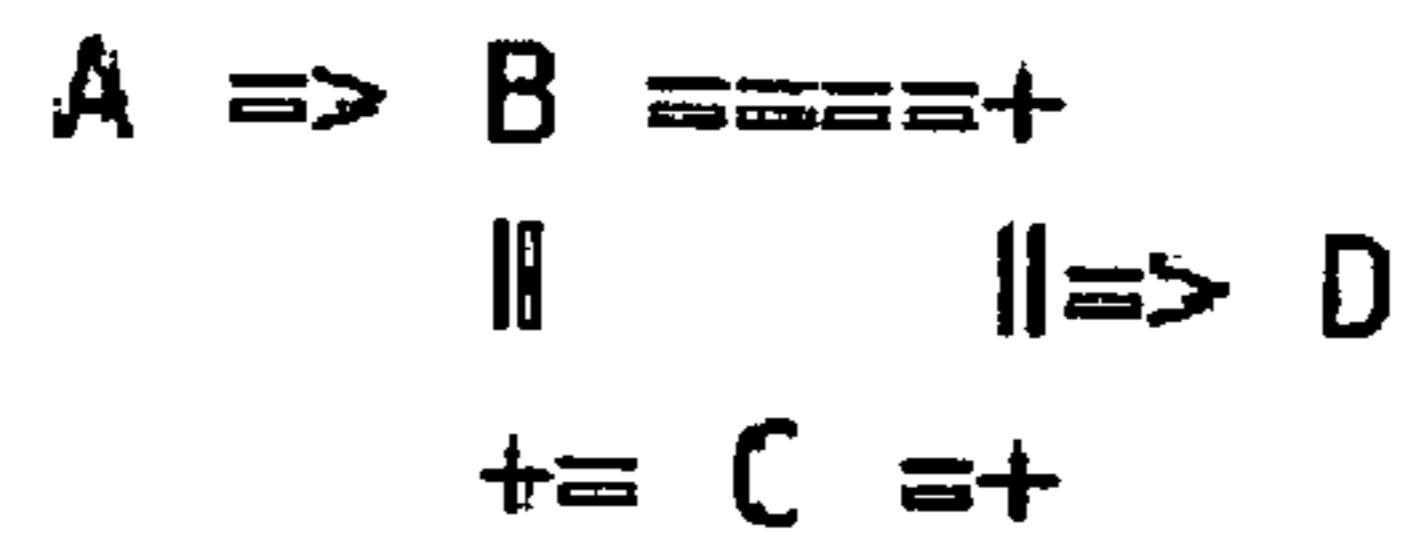 A => B ====+
|| ||=> D
+= C =+